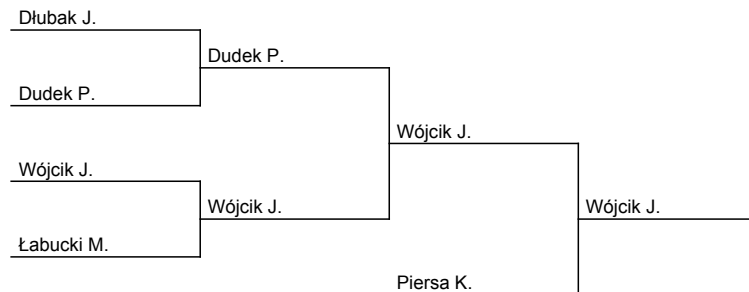 Dłubak J.
Dudek P.
Dudek P.
Wójcik J.
Wójcik J.
Wójcik J.
Wójcik J.
Łabucki M.
Piersa K.